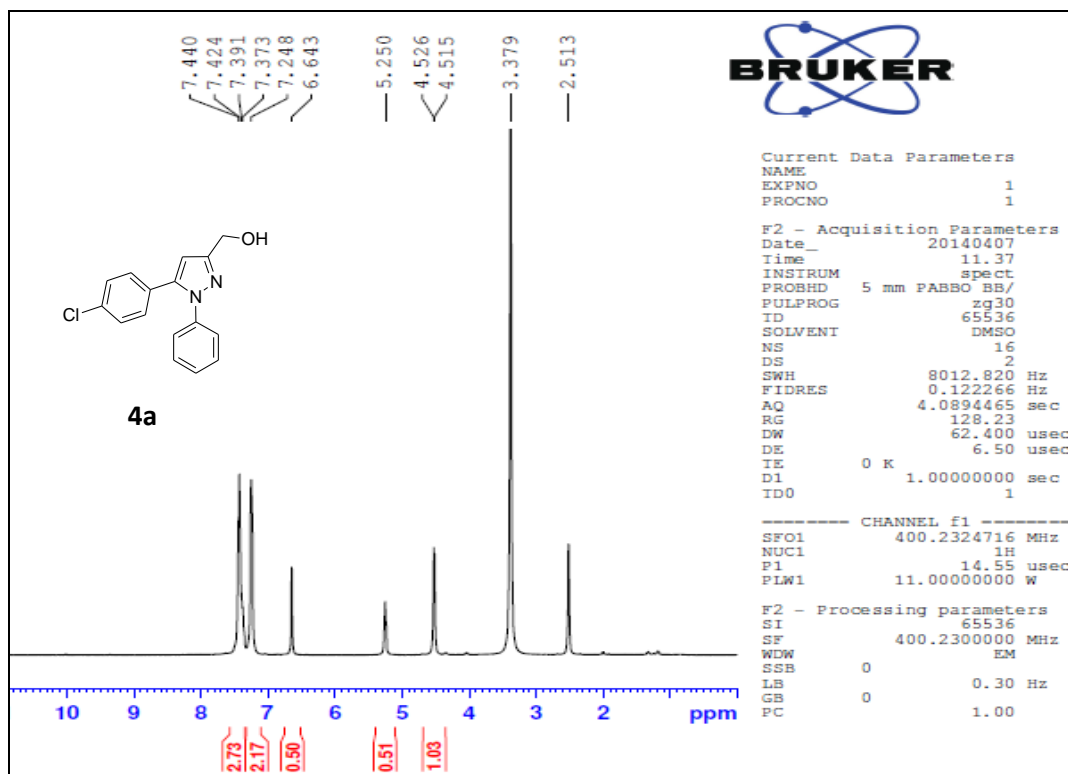 7.440
7.424
7.391
7.373
7.248
6.643
5.250
4.526
4.515
3.379
2.513
BRUKER
OH
N
N
Cl
4a
10 9 8 7 6 5 4 3 2 ppm
2.73
2.17
0.50
0.51
1.03
Current Data Parameters
NAME
EXPNO 1
PROCNO 1
F2 - Acquisition Parameters
Date_ 20140407
Time 11.37
INSTRUM spect
PROBHD 5 mm PABBO BB/
PULPROG zg30
TD 65536
SOLVENT DMSO
NS 16
DS 2
SWH 8012.820 Hz
FIDRES 0.122266 Hz
AQ 4.0894465 sec
RG 128.23
DW 62.400 usec
DE 6.50 usec
TE 0 K
D1 1.00000000 sec
TD0 1
======== CHANNEL f1 ========
SFO1 400.2324716 MHz
NUC1 1H
P1 14.55 usec
PLW1 11.00000000 W
F2 - Processing parameters
SI 65536
SF 400.2300000 MHz
WDW EM
SSB 0
LB 0.30 Hz
GB 0
PC 1.00